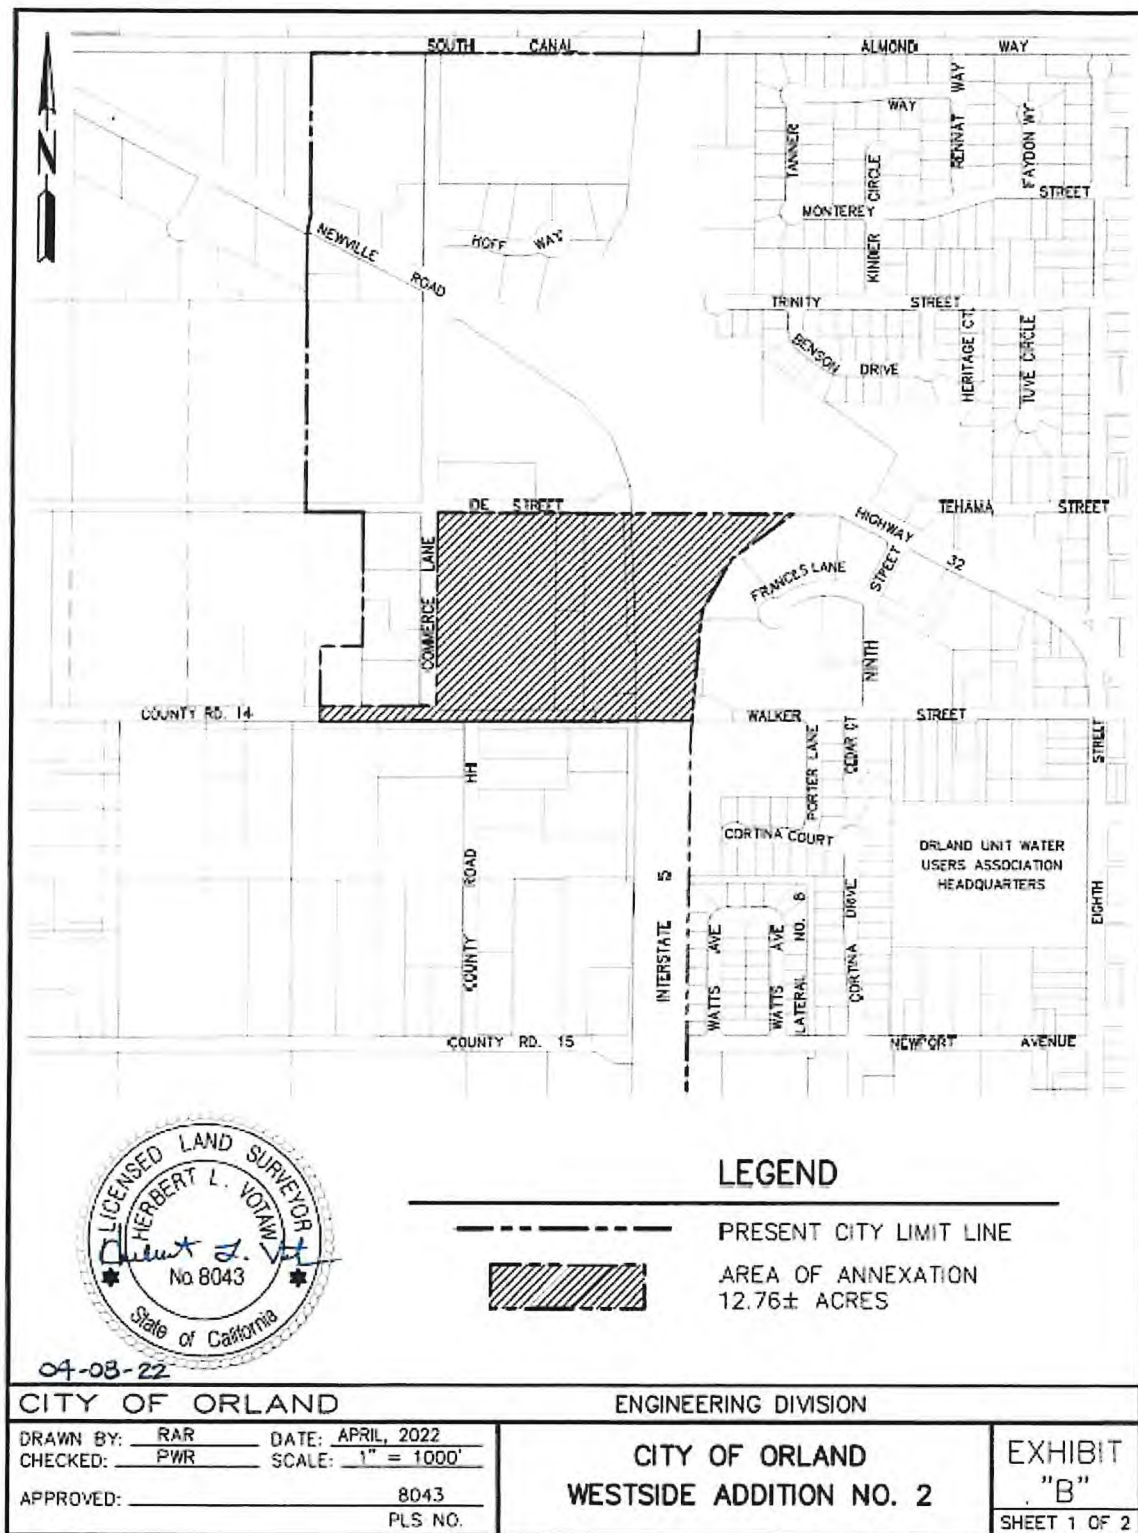 SOUTH CANAL
ALMOND WAY
WAY
TANNER
WAY
RENNAT
FAYDON WY
CIRCLE
KINDER
MONTEREY
STREET
N
NEWVILLE ROAD
HOFF WAY
TRINITY STREET
BENSON DRIVE
HERITAGE CT.
TUVE CIRCLE
IDE STREET
TEHAMA STREET
HIGHWAY 32
FRANCES LANE
STREET
NINTH
COMMERCE LANE
COUNTY RD. 14
WALKER STREET
PORTER LANE
CEDAR CT
STREET
EIGHTH
COUNTY ROAD HH
CORTINA COURT
ORLAND UNIT WATER
USERS ASSOCIATION
HEADQUARTERS
INTERSTATE 5
WATTS AVE
WATTS AVE
LATERAL NO. 8
CORTINA DRIVE
COUNTY RD. 15
NEWPORT AVENUE
LICENSED LAND SURVEYOR
HERBERT L. VOTAW
No. 8043
State of California
04-08-22
LEGEND
PRESENT CITY LIMIT LINE
AREA OF ANNEXATION
12.76± ACRES
CITY OF ORLAND
ENGINEERING DIVISION
DRAWN BY: RAR DATE: APRIL, 2022
CHECKED: PWR SCALE: 1" = 1000'
APPROVED: 8043
PLS NO.
CITY OF ORLAND
WESTSIDE ADDITION NO. 2
EXHIBIT
"B"
SHEET 1 OF 2